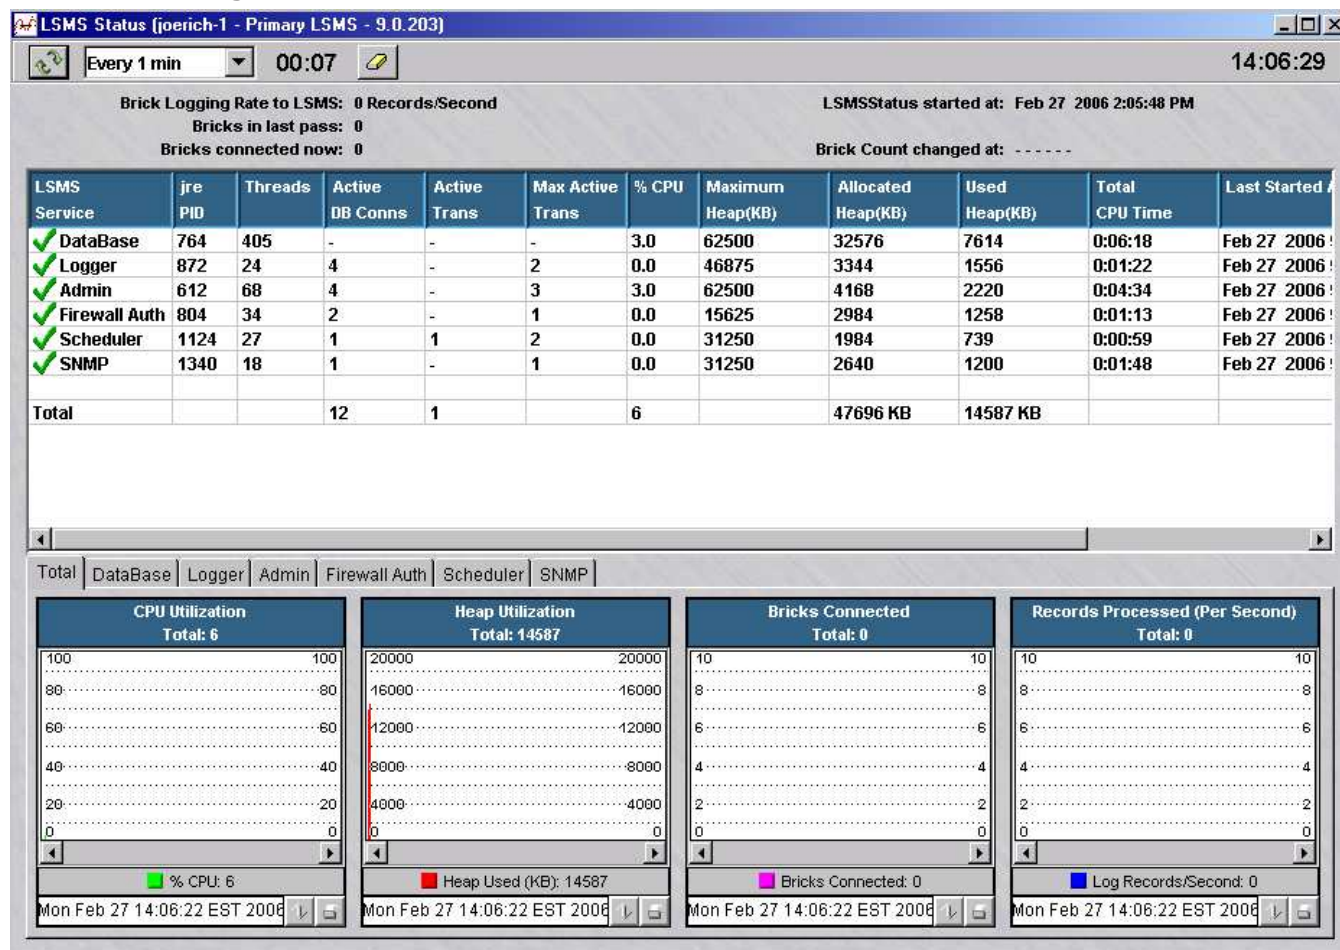 LSMS Status (joerich-1 - Primary LSMS - 9.0.203)
Every 1 min 00:07 14:06:29
Brick Logging Rate to LSMS: 0 Records/Second LSMSStatus started at: Feb 27 2006 2:05:48 PM
Bricks in last pass: 0
Bricks connected now: 0 Brick Count changed at: - - - - - -
LSMS jre Threads Active Active Max Active % CPU Maximum Allocated Used Total Last Started
Service PID DB Conns Trans Trans Heap(KB) Heap(KB) Heap(KB) CPU Time
DataBase 764 405 - - - 3.0 62500 32576 7614 0:06:18 Feb 27 2006
Logger 872 24 4 - 2 0.0 46875 3344 1556 0:01:22 Feb 27 2006
Admin 612 68 4 - 3 3.0 62500 4168 2220 0:04:34 Feb 27 2006
Firewall Auth 804 34 2 - 1 0.0 15625 2984 1258 0:01:13 Feb 27 2006
Scheduler 1124 27 1 1 2 0.0 31250 1984 739 0:00:59 Feb 27 2006
SNMP 1340 18 1 - 1 0.0 31250 2640 1200 0:01:48 Feb 27 2006
Total 12 1 6 47696 KB 14587 KB
Total DataBase Logger Admin Firewall Auth Scheduler SNMP
CPU Utilization Heap Utilization Bricks Connected Records Processed (Per Second)
Total: 6 Total: 14587 Total: 0 Total: 0
100 100 20000 20000 10 10 10 10
80 80 16000 16000 8 8 8 8
60 60 12000 12000 6 6 6 6
40 40 8000 8000 4 4 4 4
20 20 4000 4000 2 2 2 2
0 0 0 0 0 0 0 0
% CPU: 6 Heap Used (KB): 14587 Bricks Connected: 0 Log Records/Second: 0
Mon Feb 27 14:06:22 EST 2006 Mon Feb 27 14:06:22 EST 2006 Mon Feb 27 14:06:22 EST 2006 Mon Feb 27 14:06:22 EST 2006